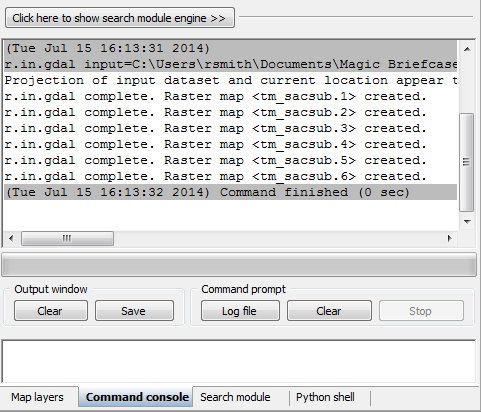 Click here to show search module engine >>
(Tue Jul 15 16:13:31 2014)
r.in.gdal input=C:\Users\rsmith\Documents\Magic Briefcase
Projection of input dataset and current location appear t
r.in.gdal complete. Raster map <tm_sacsub.1> created.
r.in.gdal complete. Raster map <tm_sacsub.2> created.
r.in.gdal complete. Raster map <tm_sacsub.3> created.
r.in.gdal complete. Raster map <tm_sacsub.4> created.
r.in.gdal complete. Raster map <tm_sacsub.5> created.
r.in.gdal complete. Raster map <tm_sacsub.6> created.
(Tue Jul 15 16:13:32 2014) Command finished (0 sec)
Output window Command prompt
Clear Save Log file Clear Stop
Map layers Command console Search module Python shell